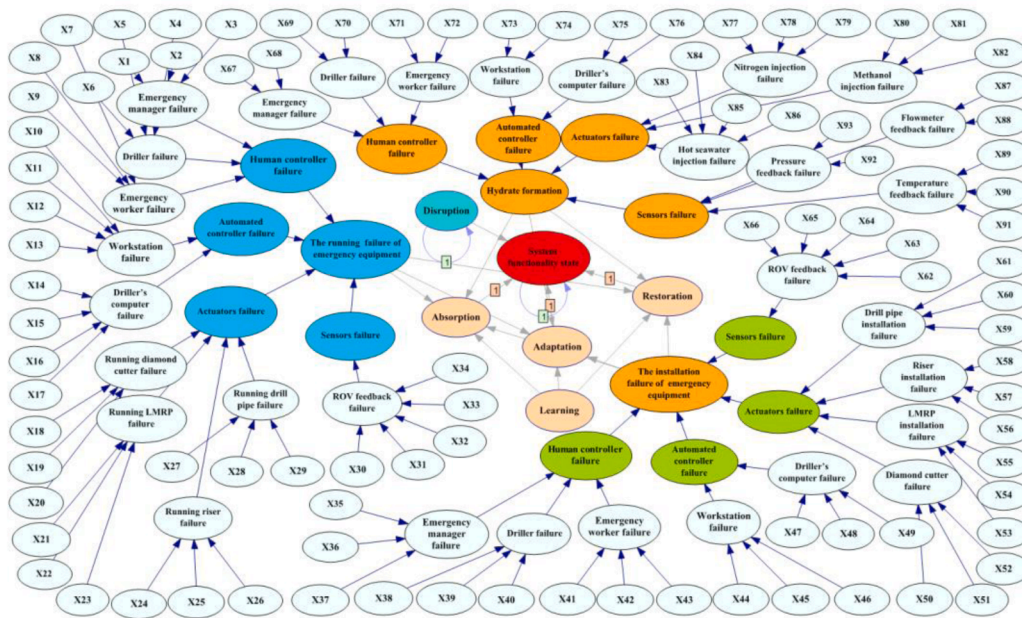 X7
X5
X4
X3
X69
X70
X71
X72
X73
X74
X75
X76
X77
X78
X79
X80
X81
X8
X1
X2
X68
X84
X82
X6
X67
Driller failure
Emergency
worker failure
Workstation
failure
Driller's
computer failure
X83
Nitrogen injection
failure
Methanol
injection failure
X9
Emergency
manager failure
Emergency
manager failure
X85
X87
X10
X86
Flowmeter
feedback failure
X88
X93
X11
Driller failure
Human controller
failure
Human controller
failure
Automated
controller
failure
Actuators failure
Hot seawater
injection failure
Pressure
feedback failure
X92
X89
X12
Emergency
worker failure
Hydrate formation
Temperature
feedback failure
X90
X13
Workstation
failure
Automated
controller failure
Disruption
Sensors failure
X91
X66
X65
X64
The running failure of
emergency equipment
1
System
functionality state
1
X63
X61
X14
Driller's
computer failure
ROV feedback
failure
X62
X60
X15
Actuators failure
Absorption
1
1
Restoration
Drill pipe
installation
failure
X59
X16
Running diamond
cutter failure
Sensors failure
Adaptation
Sensors failure
X58
X17
Running LMRP
failure
Running drill
pipe failure
ROV feedback
failure
X34
The installation
failure of emergency
equipment
Riser
installation
failure
X57
X18
X33
Learning
Actuators failure
LMRP
installation
failure
X56
X19
X32
Human controller
failure
Automated
controller
failure
X55
X20
X27
X28
X29
X30
X31
Driller's
computer failure
Diamond
cutter failure
X54
X21
Running riser
failure
X35
X53
X22
X36
Emergency
manager failure
Driller failure
Emergency
worker failure
Workstation
failure
X47
X48
X49
X52
X23
X24
X25
X26
X37
X38
X39
X40
X41
X42
X43
X44
X45
X46
X50
X51